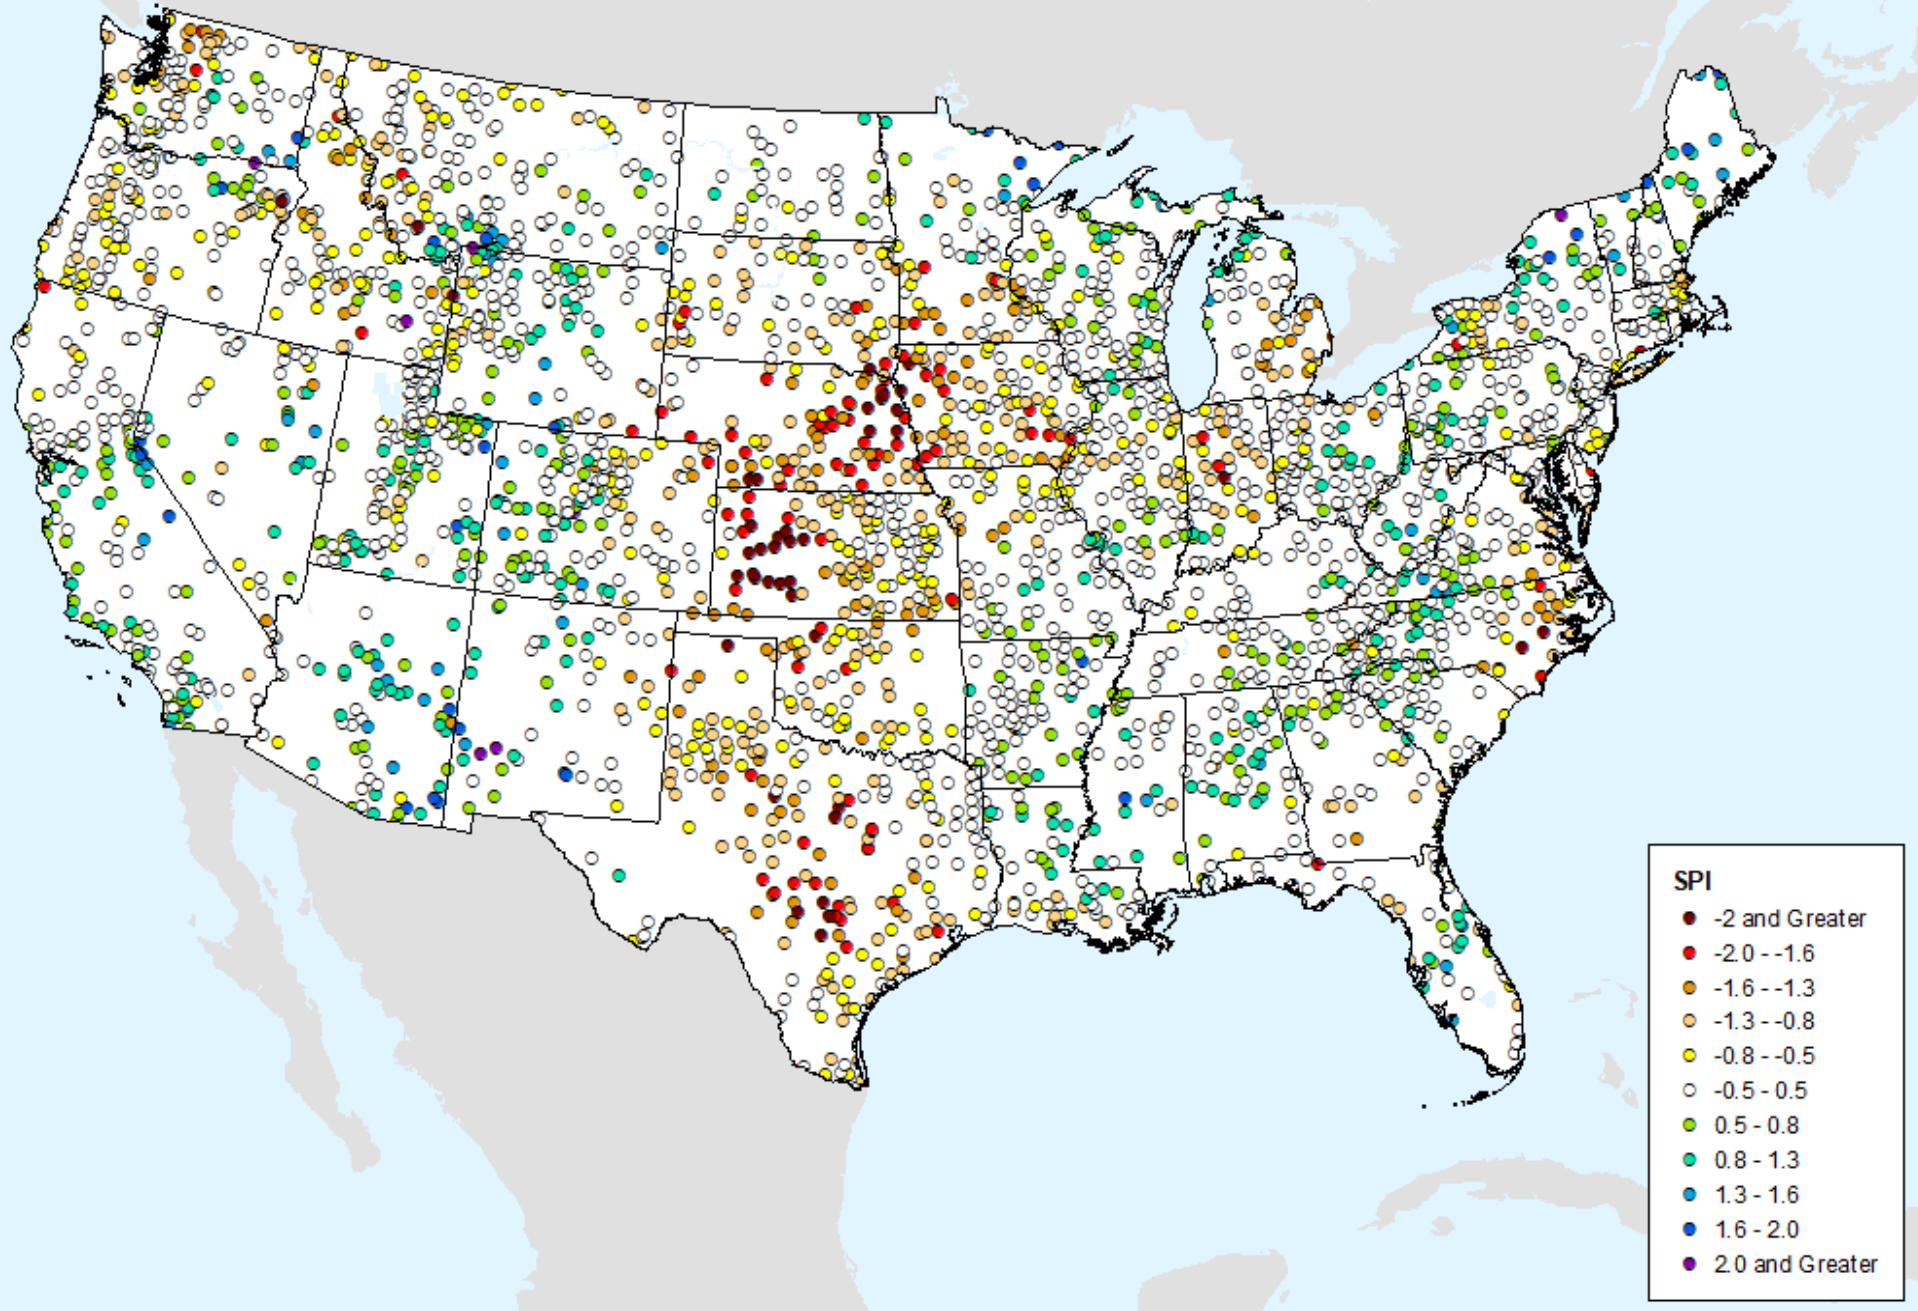 SPI
-2 and Greater
-2.0 - -1.6
-1.6 - -1.3
-1.3 - -0.8
-0.8 - -0.5
-0.5 - 0.5
0.5 - 0.8
0.8 - 1.3
1.3 - 1.6
1.6 - 2.0
2.0 and Greater